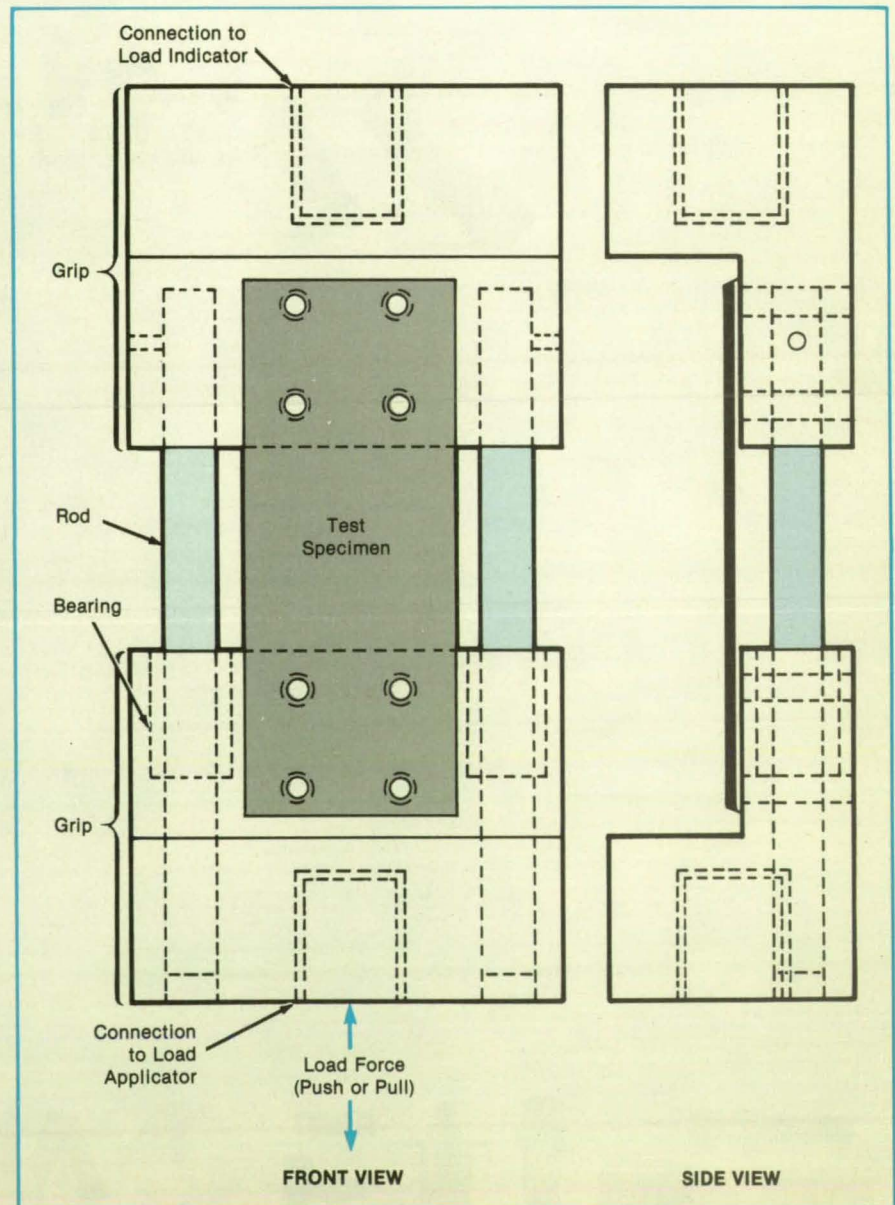 Connection to
Load Indicator
Grip
Rod
Test
Specimen
Bearing
Grip
Connection
to Load
Applicator
Load Force
(Push or Pull)
FRONT VIEW
SIDE VIEW